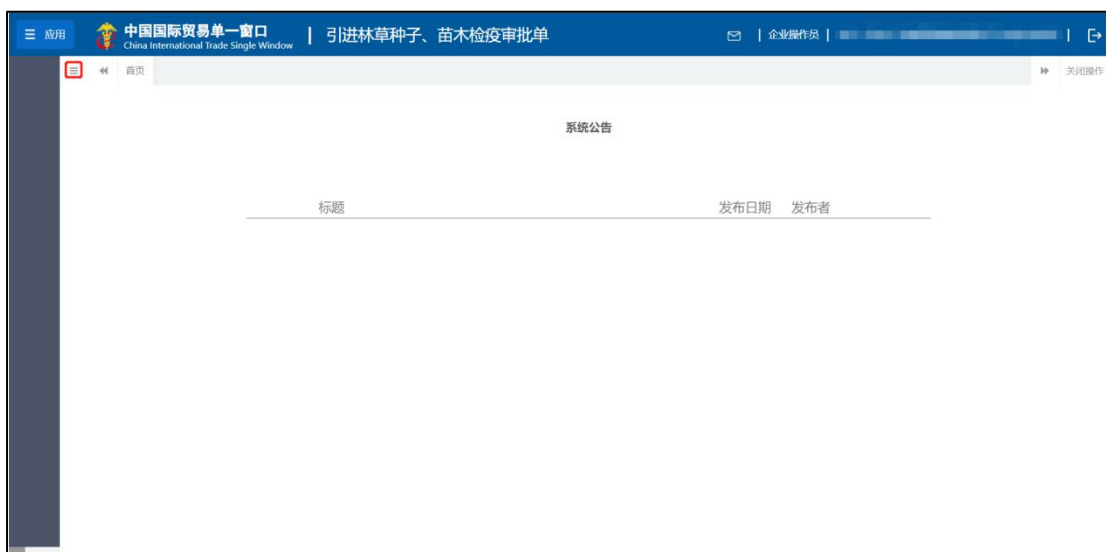 应用 中国国际贸易单一窗口 | 引进林草种子、苗木检疫审批单 | 企业操作员 | |
China International Trade Single Window
首页 关闭操作
系统公告
标题 发布日期 发布者